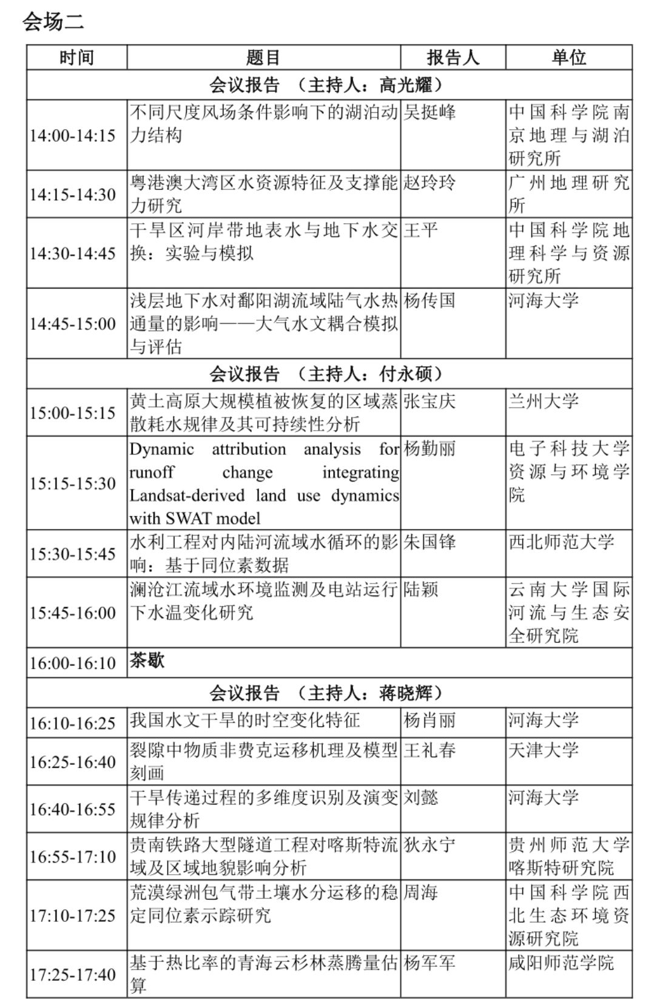 会场二
时间 题目 报告人 单位
会议报告 （主持人：高光耀）
14:00-14:15
不同尺度风场条件影响下的湖泊动
力结构
吴挺峰
中国科学院南
京地理与湖泊
研究所
14:15-14:30
粤港澳大湾区水资源特征及支撑能
力研究
赵玲玲
广州地理研究
所
14:30-14:45
干旱区河岸带地表水与地下水交
换：实验与模拟
王平
中国科学院地
理科学与资源
研究所
14:45-15:00
浅层地下水对鄱阳湖流域陆气水热
通量的影响——大气水文耦合模拟
与评估
杨传国
河海大学
会议报告 （主持人：付永硕）
15:00-15:15
黄土高原大规模植被恢复的区域蒸
散耗水规律及其可持续性分析
张宝庆
兰州大学
15:15-15:30
Dynamic attribution analysis for
runoff change integrating
Landsat-derived land use dynamics
with SWAT model
杨勤丽
电子科技大学
资源与环境学
院
15:30-15:45
水利工程对内陆河流域水循环的影
响：基于同位素数据
朱国锋
西北师范大学
15:45-16:00
澜沧江流域水环境监测及电站运行
下水温变化研究
陆颖
云南大学国际
河流与生态安
全研究院
16:00-16:10 茶歇
会议报告 （主持人：蒋晓辉）
16:10-16:25 我国水文干旱的时空变化特征 杨肖丽 河海大学
16:25-16:40
裂隙中物质非费克运移机理及模型
刻画
王礼春
天津大学
16:40-16:55
干旱传递过程的多维度识别及演变
规律分析
刘懿
河海大学
16:55-17:10
贵南铁路大型隧道工程对喀斯特流
域及区域地貌影响分析
狄永宁
贵州师范大学
喀斯特研究院
17:10-17:25
荒漠绿洲包气带土壤水分运移的稳
定同位素示踪研究
周海
中国科学院西
北生态环境资
源研究院
17:25-17:40
基于热比率的青海云杉林蒸腾量估
算
杨军军
咸阳师范学院